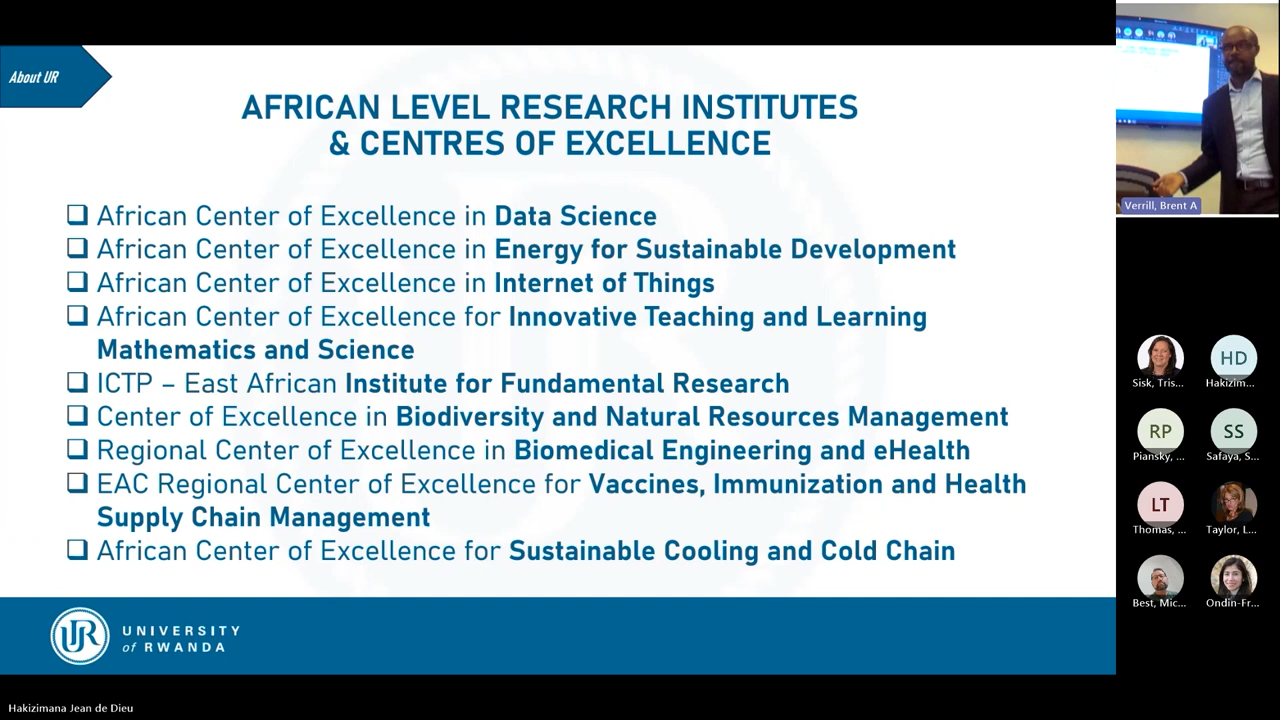 About UR
AFRICAN LEVEL RESEARCH INSTITUTES
& CENTRES OF EXCELLENCE
African Center of Excellence in Data Science
African Center of Excellence in Energy for Sustainable Development
African Center of Excellence in Internet of Things
African Center of Excellence for Innovative Teaching and Learning
Mathematics and Science
ICTP – East African Institute for Fundamental Research
Center of Excellence in Biodiversity and Natural Resources Management
Regional Center of Excellence in Biomedical Engineering and eHealth
EAC Regional Center of Excellence for Vaccines, Immunization and Health
Supply Chain Management
African Center of Excellence for Sustainable Cooling and Cold Chain
UR
UNIVERSITY
of RWANDA
Hakizimana Jean de Dieu
Verrill, Brent A
HD
Sisk, Tris...
Hakizim...
RP
SS
Piansky, ...
Safaya, S...
LT
Thomas, ...
Taylor, L...
Best, Mic...
Ondin-Fr...